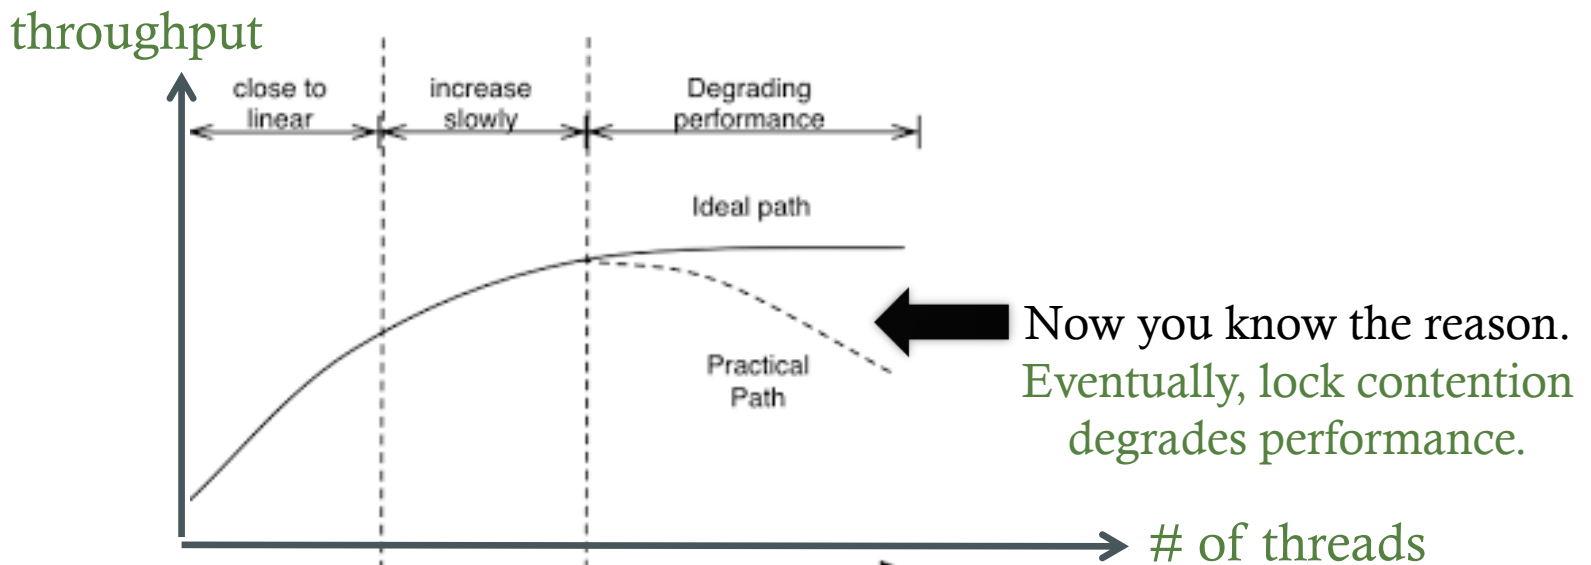 throughput
close to
linear
increase
slowly
Degrading
performance
Ideal path
Now you know the reason.
Eventually, lock contention
degrades performance.
Practical
Path
# of threads